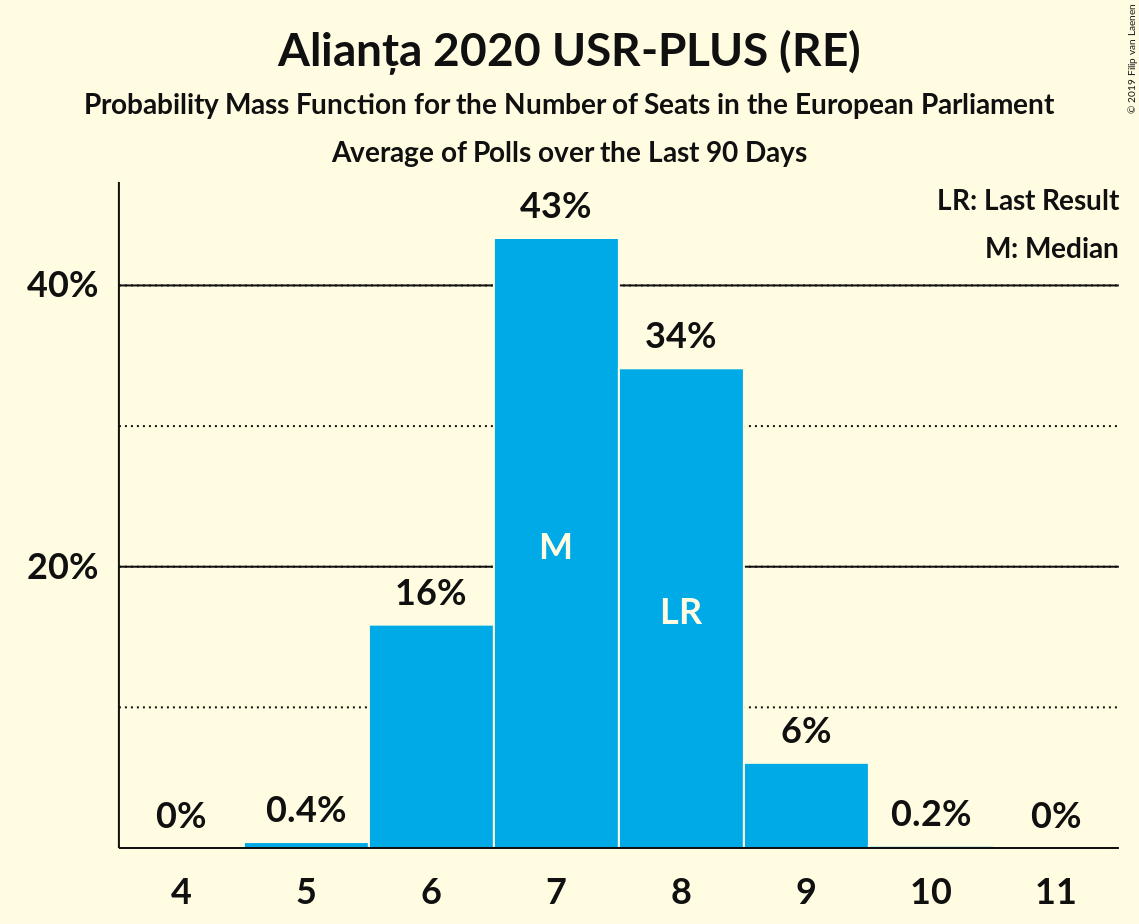 Alianța 2020 USR-PLUS (RE)
Probability Mass Function for the Number of Seats in the European Parliament
Average of Polls over the Last 90 Days
© 2019 Filip van Laenen
LR: Last Result
M: Median
43%
40%
34%
M
20%
16%
LR
6%
0%
0.4%
0.2%
0%
4 5 6 7 8 9 10 11